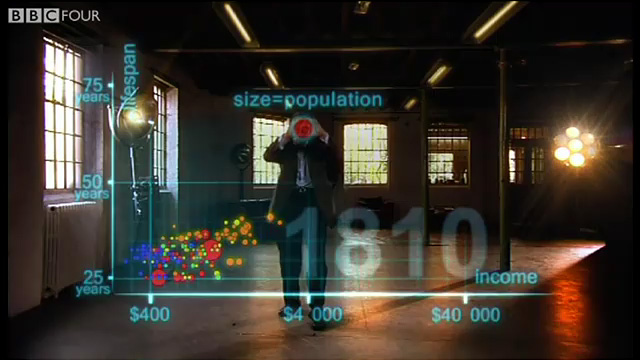 BBC FOUR
lifespan
75
years
size=population
50
years
1810
25
years
income
$400
$4 000
$40 000